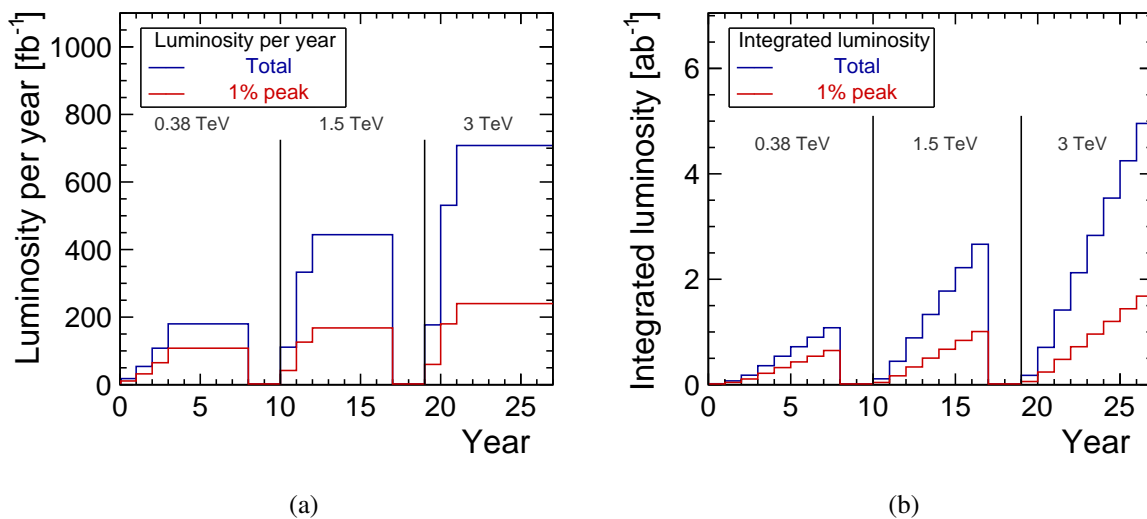 Luminosity per year [fb⁻¹]
1000
800
600
400
200
0
Luminosity per year
Total
1% peak
0.38 TeV
1.5 TeV
3 TeV
0 5 10 15 20 25
Year
(a)
Integrated luminosity [ab⁻¹]
6
4
2
0
Integrated luminosity
Total
1% peak
0.38 TeV
1.5 TeV
3 TeV
0 5 10 15 20 25
Year
(b)